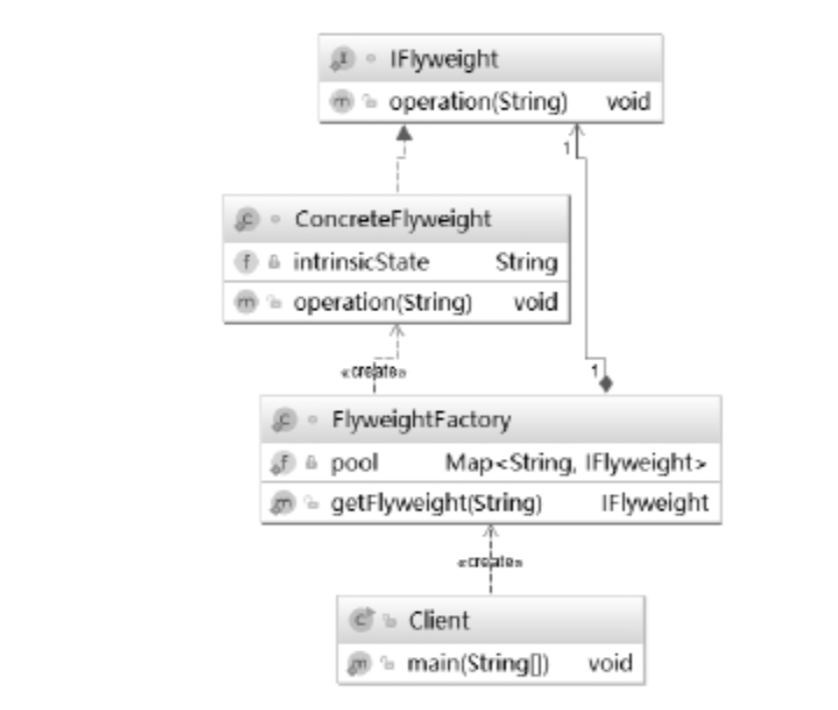 IFlyweight
operation(String) void
1
ConcreteFlyweight
intrinsicState String
operation(String) void
«create»
1
FlyweightFactory
pool Map<String, IFlyweight>
getFlyweight(String) IFlyweight
«create»
Client
main(String[]) void